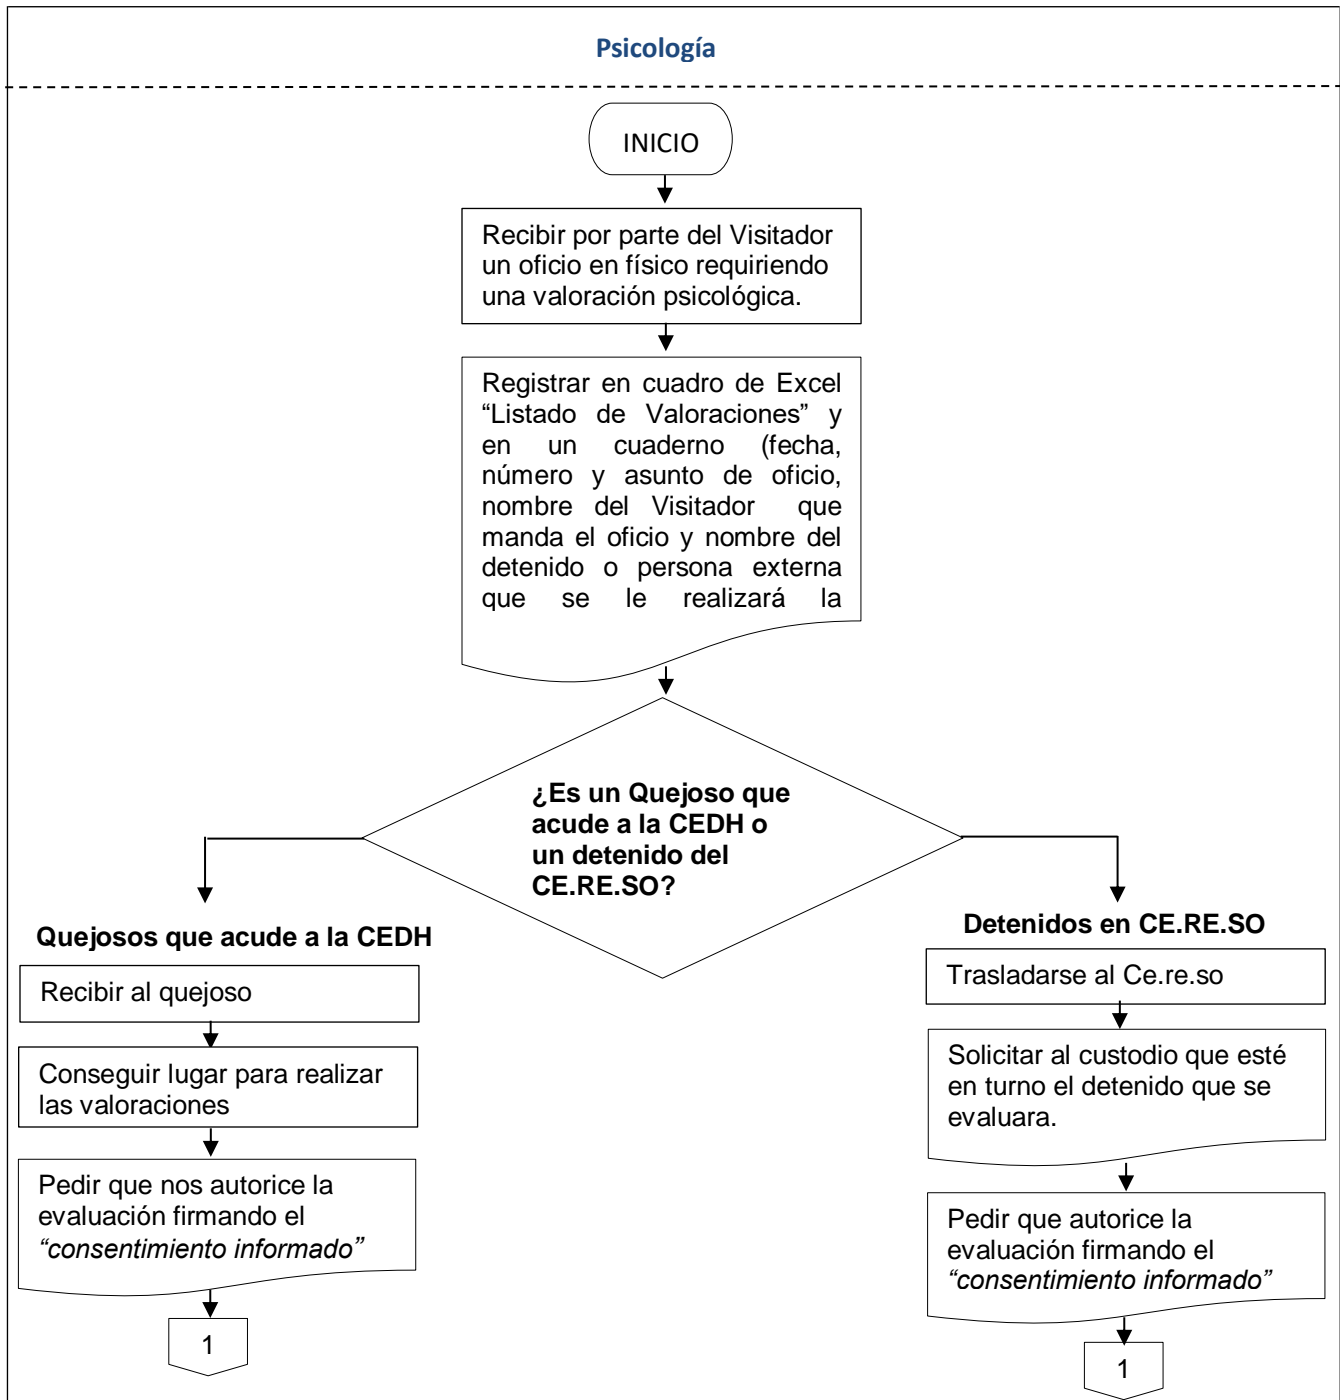 Psicología
INICIO
Recibir por parte del Visitador
un oficio en físico requiriendo
una valoración psicológica.
Registrar en cuadro de Excel
“Listado de Valoraciones” y
en un cuaderno (fecha,
número y asunto de oficio,
nombre del Visitador que
manda el oficio y nombre del
detenido o persona externa
que se le realizará la
¿Es un Quejoso que
acude a la CEDH o
un detenido del
CE.RE.SO?
Quejosos que acude a la CEDH
Recibir al quejoso
Conseguir lugar para realizar
las valoraciones
Pedir que nos autorice la
evaluación firmando el
“consentimiento informado”
1
Detenidos en CE.RE.SO
Trasladarse al Ce.re.so
Solicitar al custodio que esté
en turno el detenido que se
evaluara.
Pedir que autorice la
evaluación firmando el
“consentimiento informado”
1